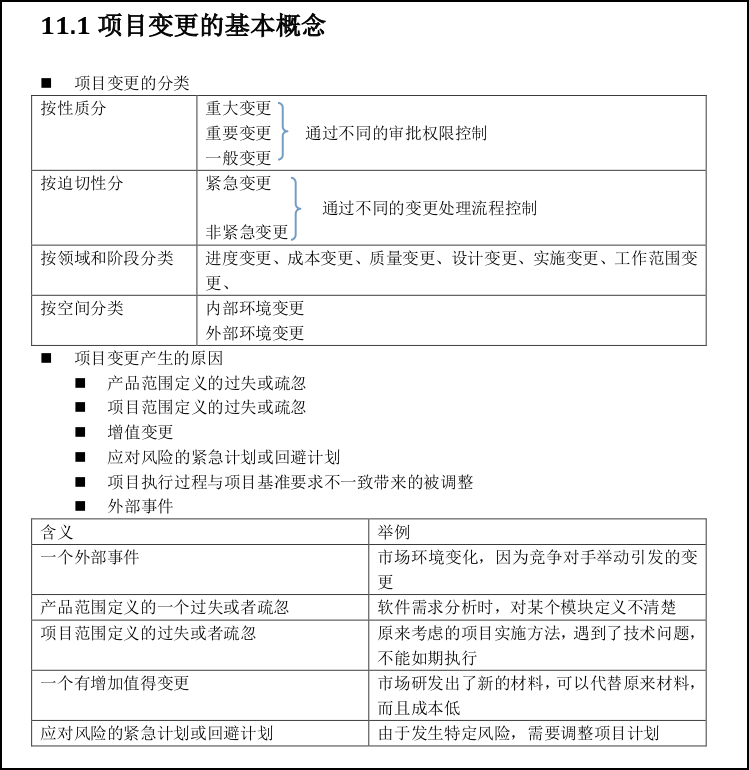 11.1 项目变更的基本概念
■ 项目变更的分类
按性质分 重大变更
重要变更 通过不同的审批权限控制
一般变更
按迫切性分 紧急变更
通过不同的变更处理流程控制
非紧急变更
按领域和阶段分类 进度变更、成本变更、质量变更、设计变更、实施变更、工作范围变
更、
按空间分类 内部环境变更
外部环境变更
■ 项目变更产生的原因
■ 产品范围定义的过失或疏忽
■ 项目范围定义的过失或疏忽
■ 增值变更
■ 应对风险的紧急计划或回避计划
■ 项目执行过程与项目基准要求不一致带来的被调整
■ 外部事件
含义 举例
一个外部事件 市场环境变化，因为竞争对手举动引发的变
更
产品范围定义的一个过失或者疏忽 软件需求分析时，对某个模块定义不清楚
项目范围定义的过失或者疏忽 原来考虑的项目实施方法，遇到了技术问题，
不能如期执行
一个有增加值得变更 市场研发出了新的材料，可以代替原来材料，
而且成本低
应对风险的紧急计划或回避计划 由于发生特定风险，需要调整项目计划